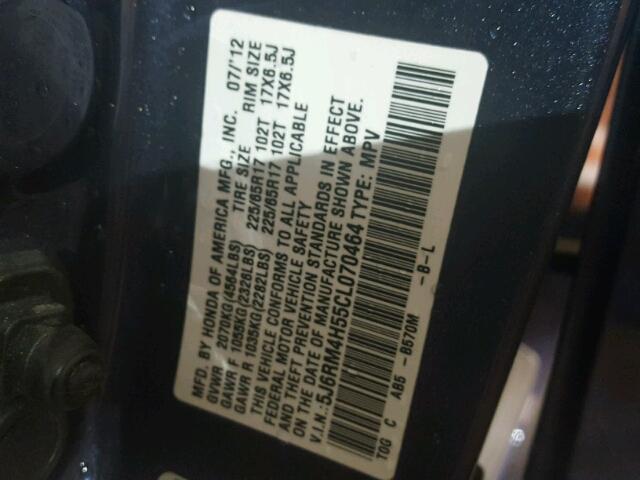 MFD. BY HONDA OF AMERICA MFG., INC. 07/'12
GVWR 2070KG(4564LBS) TIRE SIZE RIM SIZE
GAWR F 1055KG(2326LBS) 225/65R17 102T 17X6.5J
GAWR R 1035KG(2282LBS) 225/65R17 102T 17X6.5J
THIS VEHICLE CONFORMS TO ALL APPLICABLE
FEDERAL MOTOR VEHICLE SAFETY
AND THEFT PREVENTION STANDARDS IN EFFECT
ON THE DATE OF MANUFACTURE SHOWN ABOVE.
V.I.N.: 5J6RM4H55CL070464 TYPE: MPV
TOG C AB5 - B570M - B - L